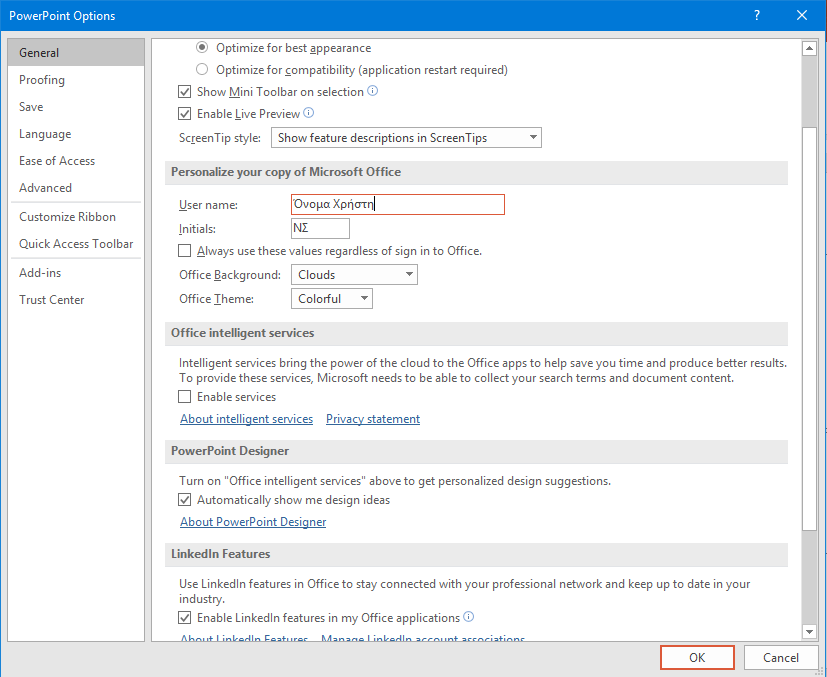 PowerPoint Options
?
General
Proofing
Save
Language
Ease of Access
Advanced
Customize Ribbon
Quick Access Toolbar
Add-ins
Trust Center
Optimize for best appearance
Optimize for compatibility (application restart required)
Show Mini Toolbar on selection
Enable Live Preview
ScreenTip style: Show feature descriptions in ScreenTips
Personalize your copy of Microsoft Office
User name: Όνομα Χρήστη
Initials: ΝΣ
Always use these values regardless of sign in to Office.
Office Background: Clouds
Office Theme: Colorful
Office intelligent services
Intelligent services bring the power of the cloud to the Office apps to help save you time and produce better results.
To provide these services, Microsoft needs to be able to collect your search terms and document content.
Enable services
About intelligent services Privacy statement
PowerPoint Designer
Turn on "Office intelligent services" above to get personalized design suggestions.
Automatically show me design ideas
About PowerPoint Designer
LinkedIn Features
Use LinkedIn features in Office to stay connected with your professional network and keep up to date in your
industry.
Enable LinkedIn features in my Office applications
About LinkedIn Features Manage LinkedIn account associations
OK Cancel